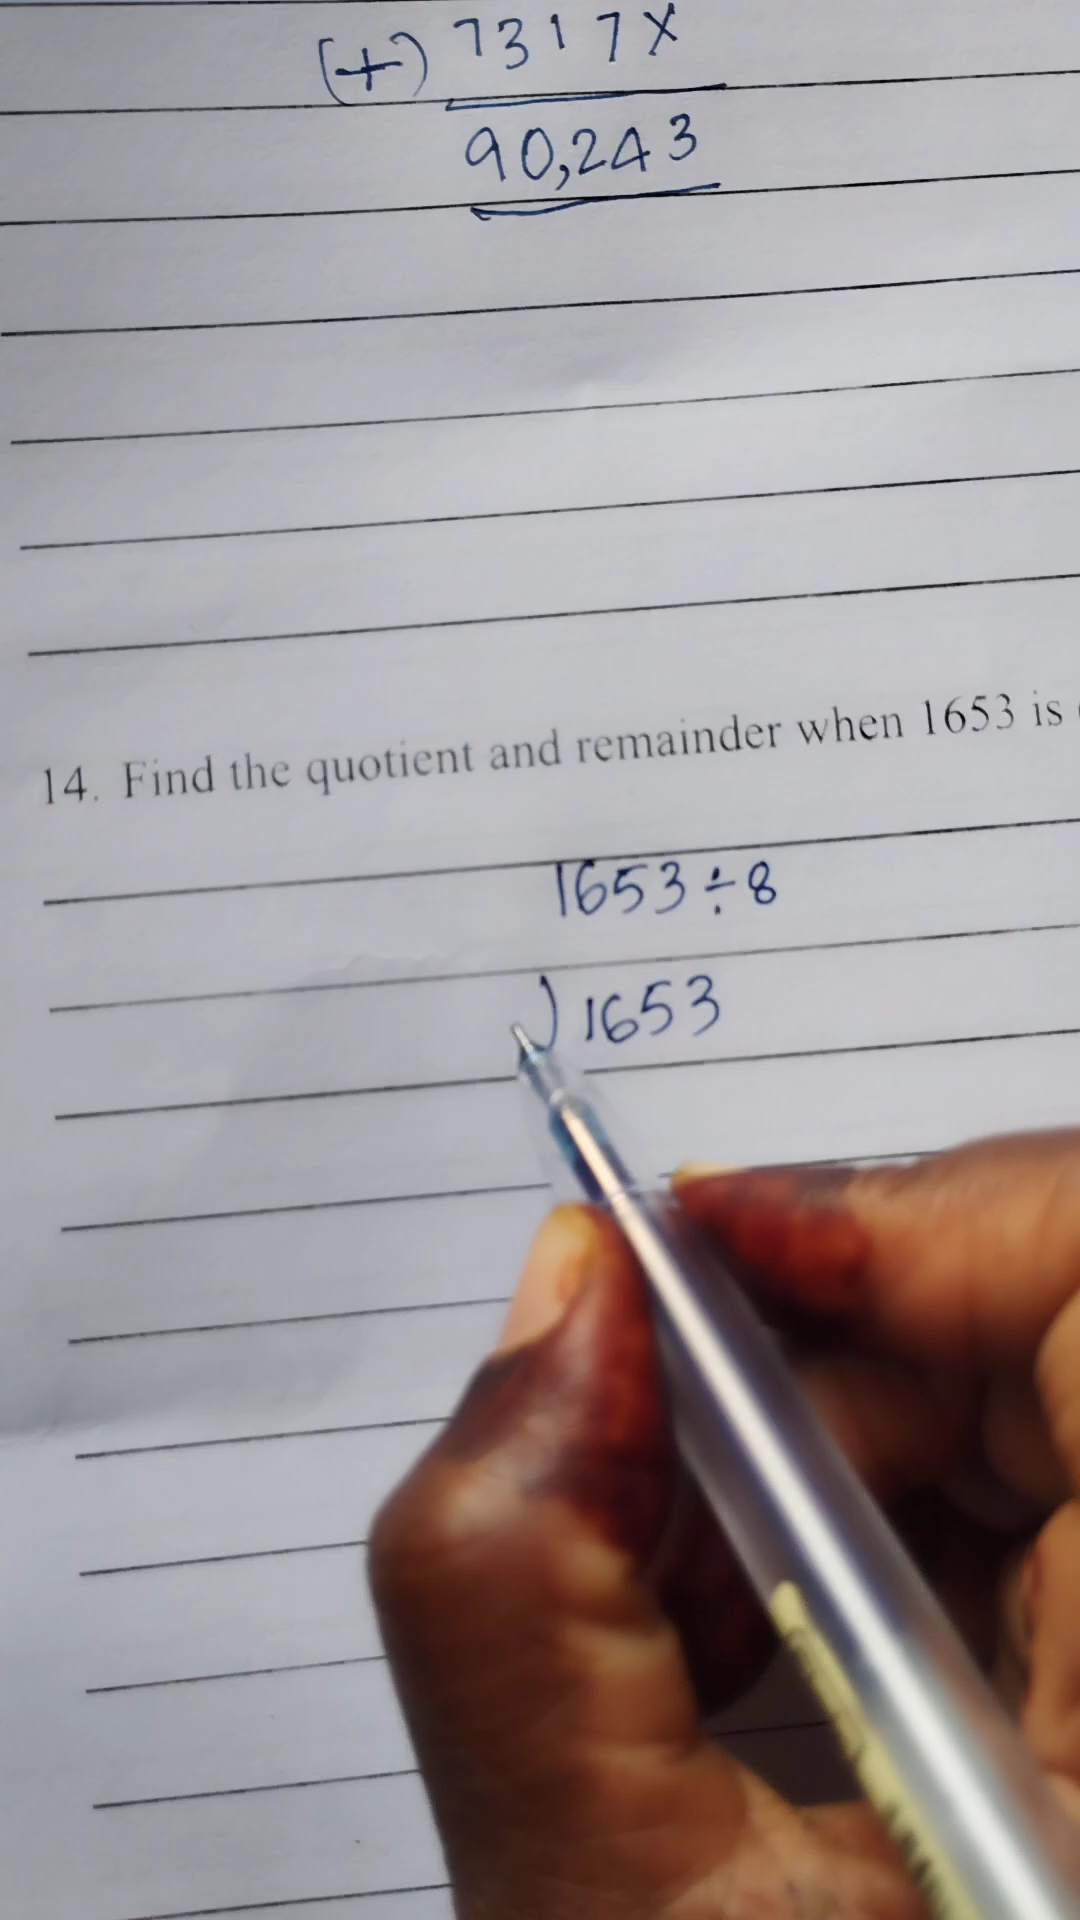 (+) 7317X
90,243
14. Find the quotient and remainder when 1653 is
1653÷8
)1653